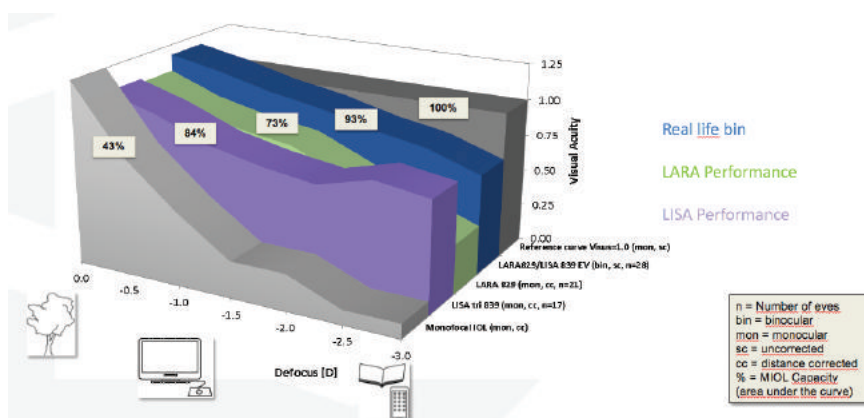 1.25
1.00
0.75
0.50
0.25
0.00
Visual Acuity
100%
93%
73%
84%
43%
Real life bin
LARA Performance
LISA Performance
Reference curve Visus=1.0 (mon, sc)
LARA829/LISA 839 EV (bin, sc, n=28)
LARA 829 (mon, cc, n=21)
LISA tri 839 (mon, cc, n=17)
Monofocal IOL (mon, cc)
0.0
-0.5
-1.0
-1.5
-2.0
-2.5
-3.0
Defocus [D]
n = Number of eyes
bin = binocular
mon = monocular
sc = uncorrected
cc = distance corrected
% = MIOL Capacity
(area under the curve)